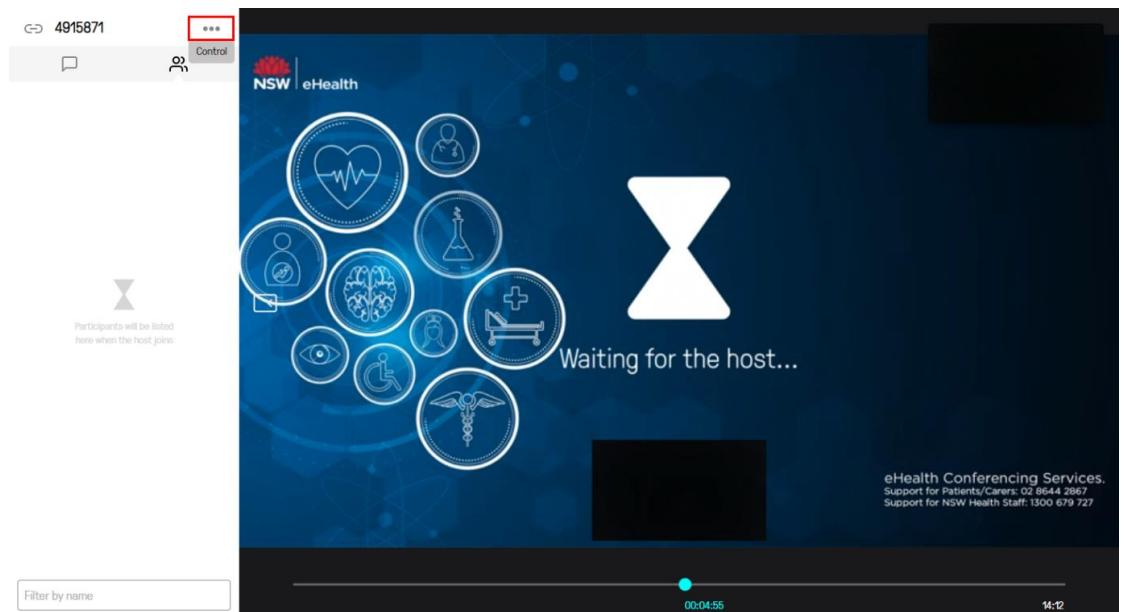 4915871
Control
NSW eHealth
Participants will be listed
here when the host joins
Waiting for the host...
eHealth Conferencing Services.
Support for Patients/Carers: 02 8644 2867
Support for NSW Health Staff: 1300 679 727
Filter by name
00:04:55
14:12